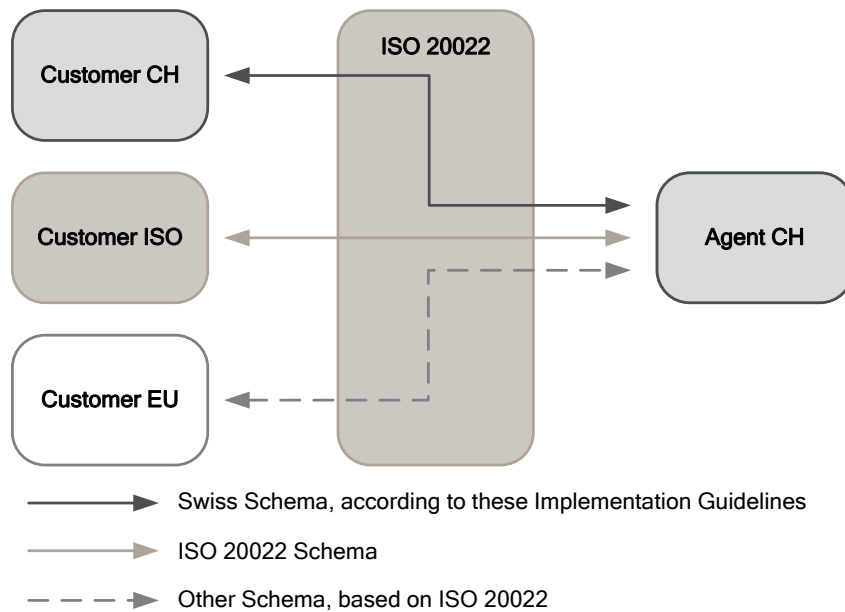 ISO 20022
Customer CH
Customer ISO
Agent CH
Customer EU
Swiss Schema, according to these Implementation Guidelines
ISO 20022 Schema
Other Schema, based on ISO 20022